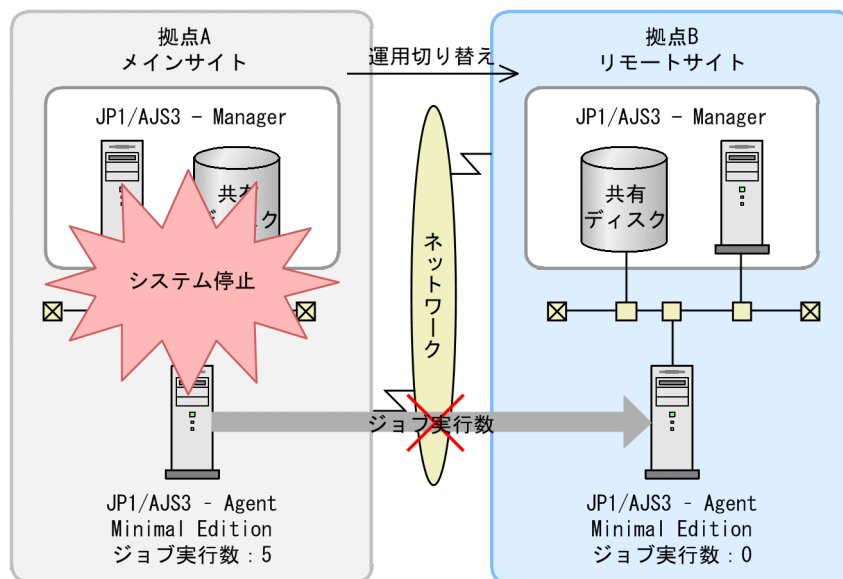 拠点A
メインサイト
運用切り替え
拠点B
リモートサイト
JP1/AJS3 - Manager
JP1/AJS3 - Manager
共有
ディスク
共有
ディスク
システム停止
ネットワーク
ジョブ実行数
JP1/AJS3 - Agent
Minimal Edition
ジョブ実行数：5
JP1/AJS3 - Agent
Minimal Edition
ジョブ実行数：0